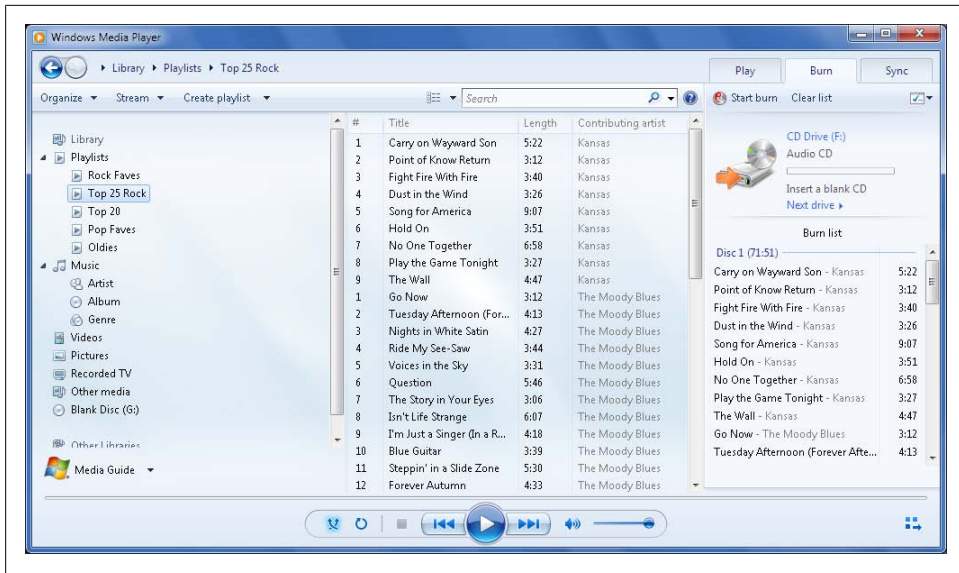 Windows Media Player
Library ▸ Playlists ▸ Top 25 Rock
Play Burn Sync
Organize Stream Create playlist Search Start burn Clear list
Library
Playlists
Rock Faves
Top 25 Rock
Top 20
Pop Faves
Oldies
Music
Artist
Album
Genre
Videos
Pictures
Recorded TV
Other media
Blank Disc (G:)
Other Libraries
Media Guide
# Title Length Contributing artist
1 Carry on Wayward Son 5:22 Kansas
2 Point of Know Return 3:12 Kansas
3 Fight Fire With Fire 3:40 Kansas
4 Dust in the Wind 3:26 Kansas
5 Song for America 9:07 Kansas
6 Hold On 3:51 Kansas
7 No One Together 6:58 Kansas
8 Play the Game Tonight 3:27 Kansas
9 The Wall 4:47 Kansas
1 Go Now 3:12 The Moody Blues
2 Tuesday Afternoon (For... 4:13 The Moody Blues
3 Nights in White Satin 4:27 The Moody Blues
4 Ride My See-Saw 3:44 The Moody Blues
5 Voices in the Sky 3:31 The Moody Blues
6 Question 5:46 The Moody Blues
7 The Story in Your Eyes 3:06 The Moody Blues
8 Isn't Life Strange 6:07 The Moody Blues
9 I'm Just a Singer (In a R... 4:18 The Moody Blues
10 Blue Guitar 3:39 The Moody Blues
11 Steppin' in a Slide Zone 5:30 The Moody Blues
12 Forever Autumn 4:33 The Moody Blues
CD Drive (F:)
Audio CD
Insert a blank CD
Next drive
Burn list
Disc 1 (71:51)
Carry on Wayward Son - Kansas 5:22
Point of Know Return - Kansas 3:12
Fight Fire With Fire - Kansas 3:40
Dust in the Wind - Kansas 3:26
Song for America - Kansas 9:07
Hold On - Kansas 3:51
No One Together - Kansas 6:58
Play the Game Tonight - Kansas 3:27
The Wall - Kansas 4:47
Go Now - The Moody Blues 3:12
Tuesday Afternoon (Forever Afte... 4:13